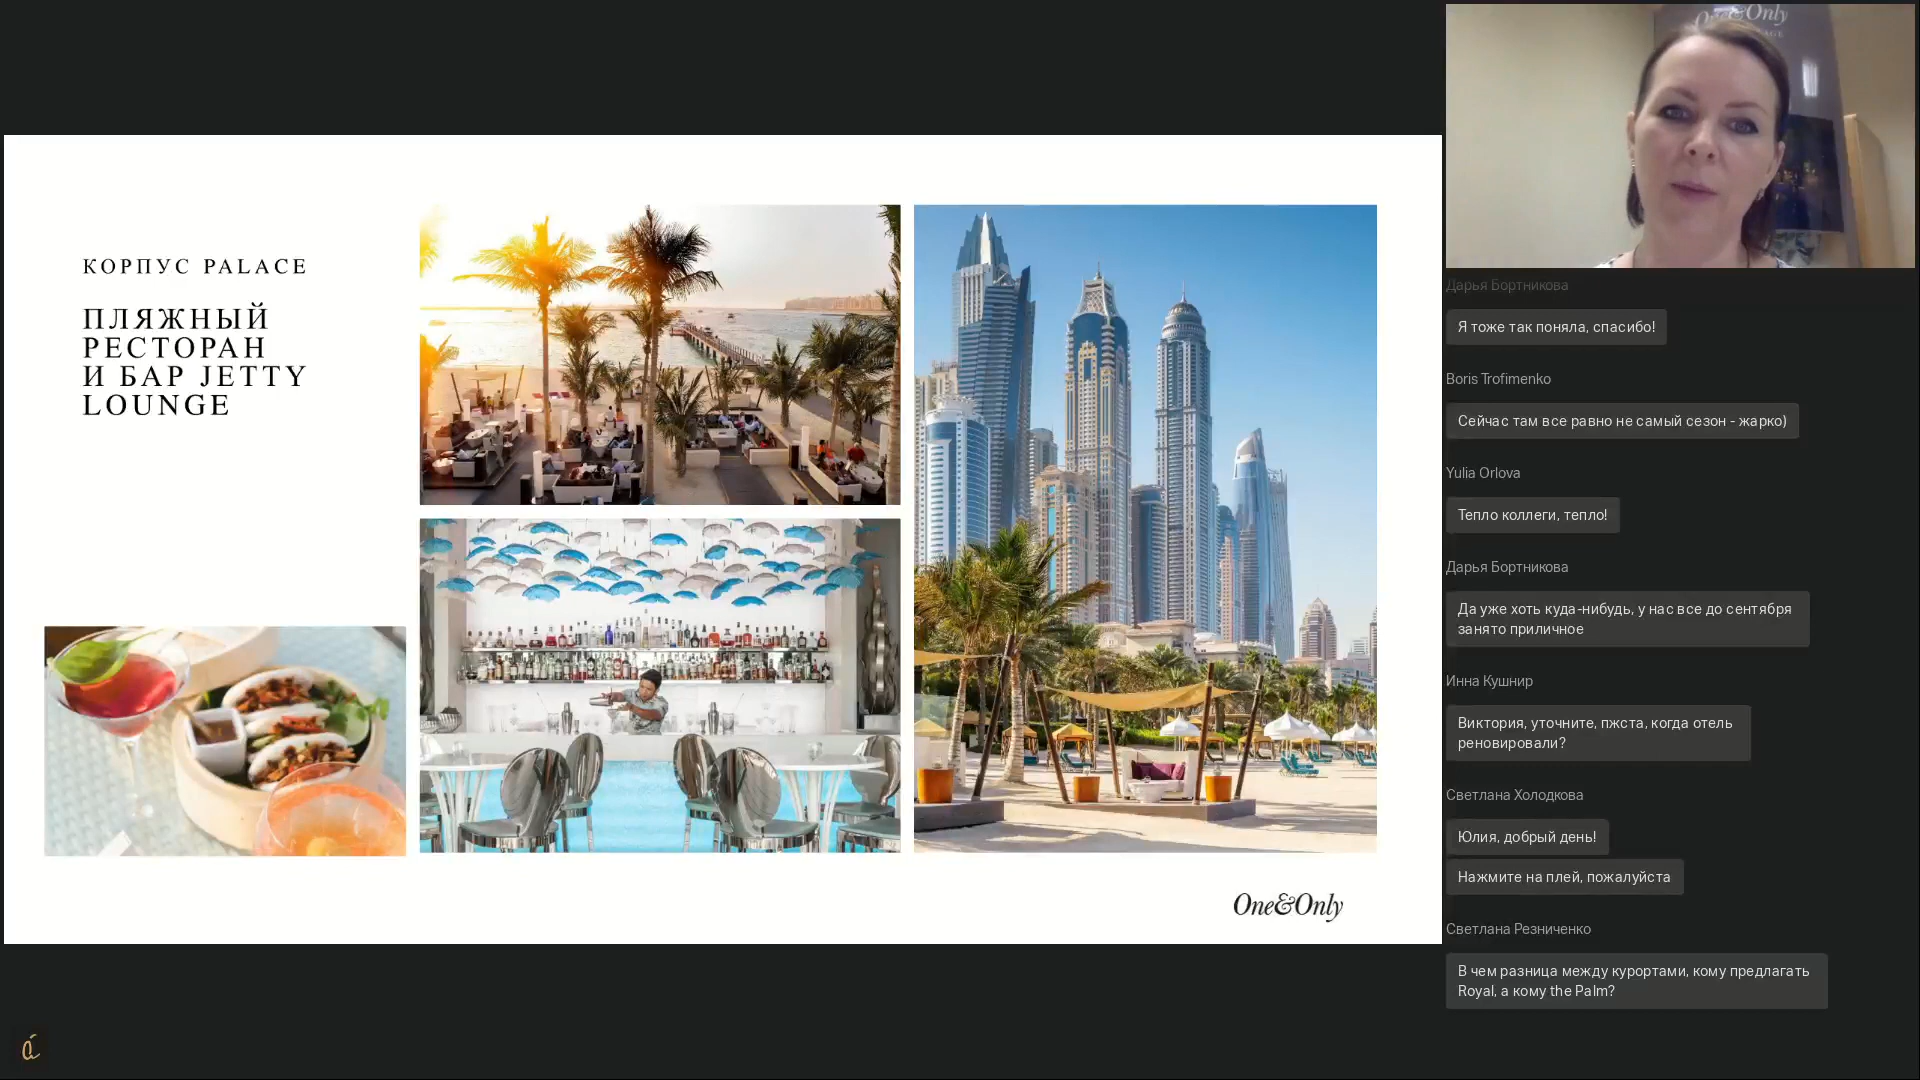 КОРПУС PALACE
ПЛЯЖНЫЙ
РЕСТОРАН
И БАР JETTY
LOUNGE
One&Only
One&Only
Дарья Бортникова
Я тоже так поняла, спасибо!
Boris Trofimenko
Сейчас там все равно не самый сезон - жарко)
Yulia Orlova
Тепло коллеги, тепло!
Дарья Бортникова
Да уже хоть куда-нибудь, у нас все до сентября
занято приличное
Инна Кушнир
Виктория, уточните, пжста, когда отель
реновировали?
Светлана Холодкова
Юлия, добрый день!
Нажмите на плей, пожалуйста
Светлана Резниченко
В чем разница между курортами, кому предлагать
Royal, а кому the Palm?